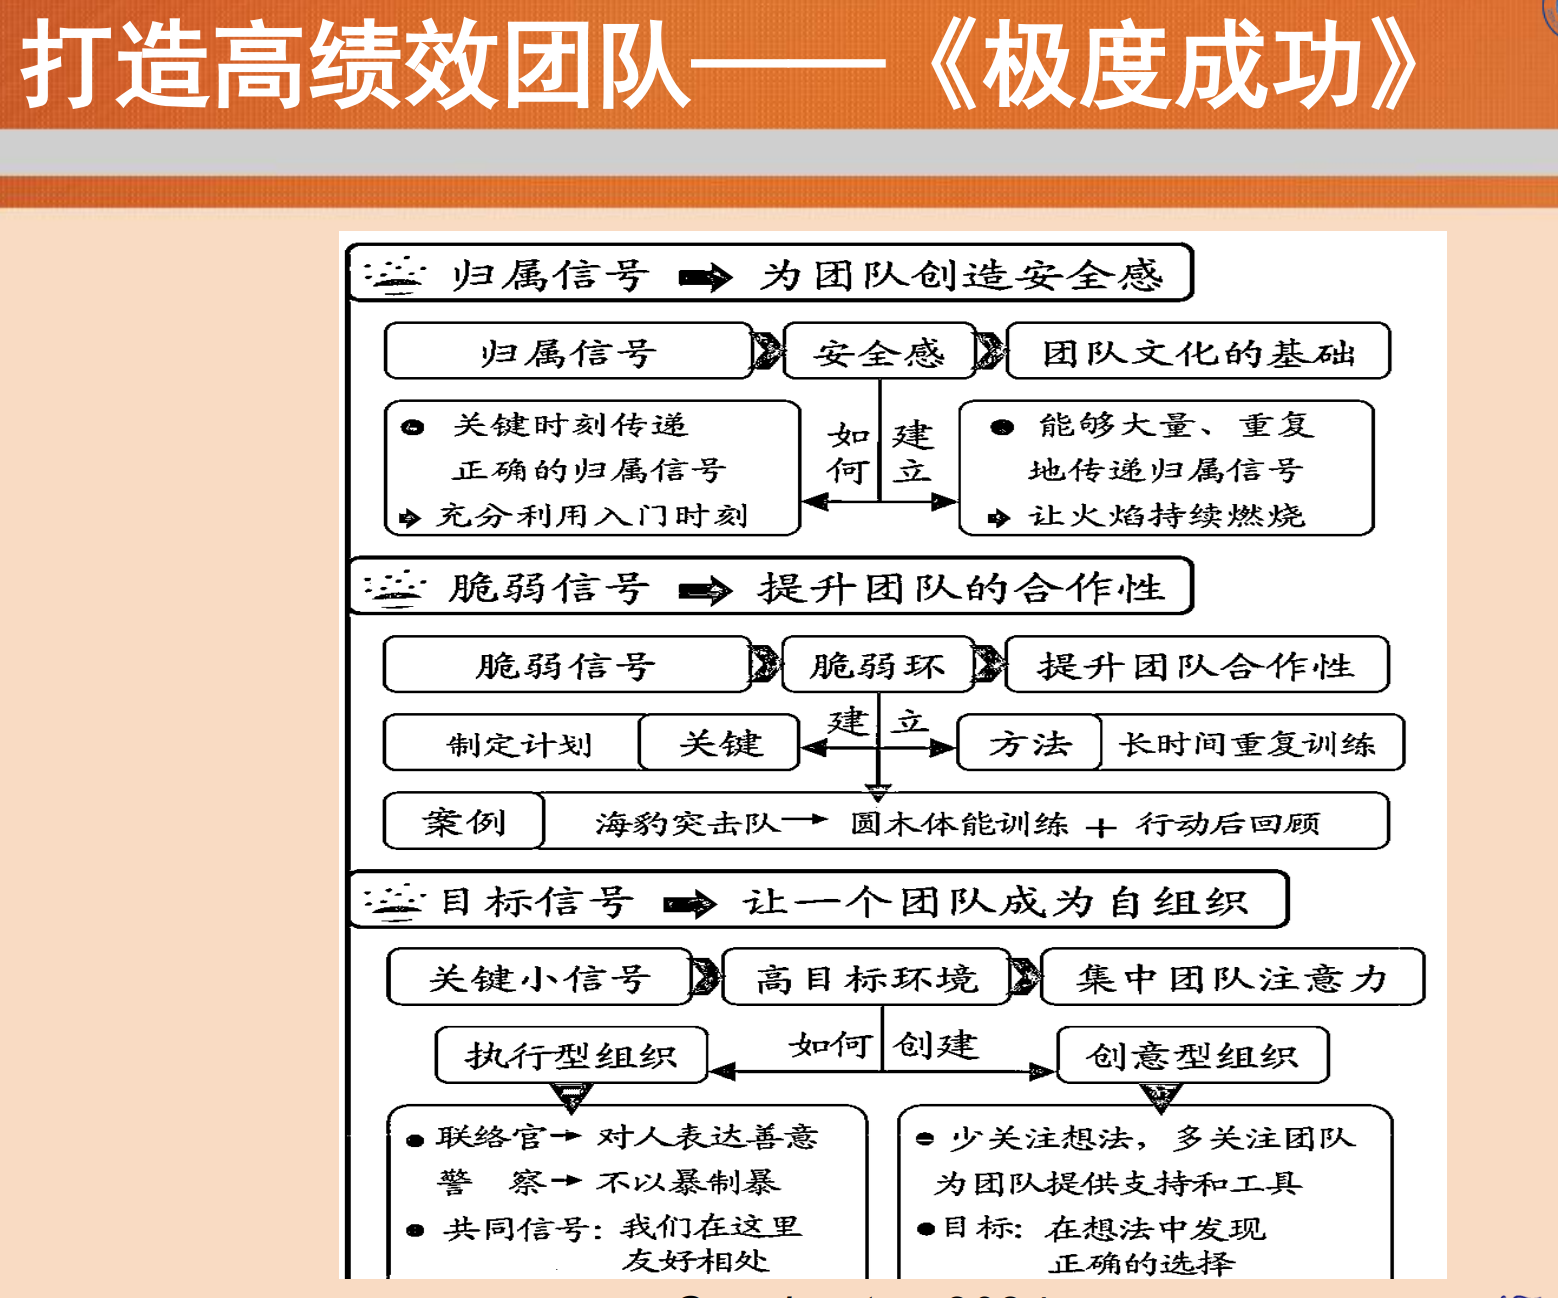 打造高绩效团队——《极度成功》
归属信号 ➡ 为团队创造安全感
归属信号 安全感 团队文化的基础
如何建立
● 关键时刻传递
正确的归属信号
➡ 充分利用入门时刻
● 能够大量、重复
地传递归属信号
➡ 让火焰持续燃烧
脆弱信号 ➡ 提升团队的合作性
脆弱信号 脆弱环 提升团队合作性
建立
制定计划 关键 方法 长时间重复训练
案例 海豹突击队→ 圆木体能训练 + 行动后回顾
目标信号 ➡ 让一个团队成为自组织
关键小信号 高目标环境 集中团队注意力
如何创建
执行型组织 创意型组织
● 联络官→ 对人表达善意
警 察→ 不以暴制暴
● 共同信号: 我们在这里
友好相处
● 少关注想法, 多关注团队
为团队提供支持和工具
●目标: 在想法中发现
正确的选择